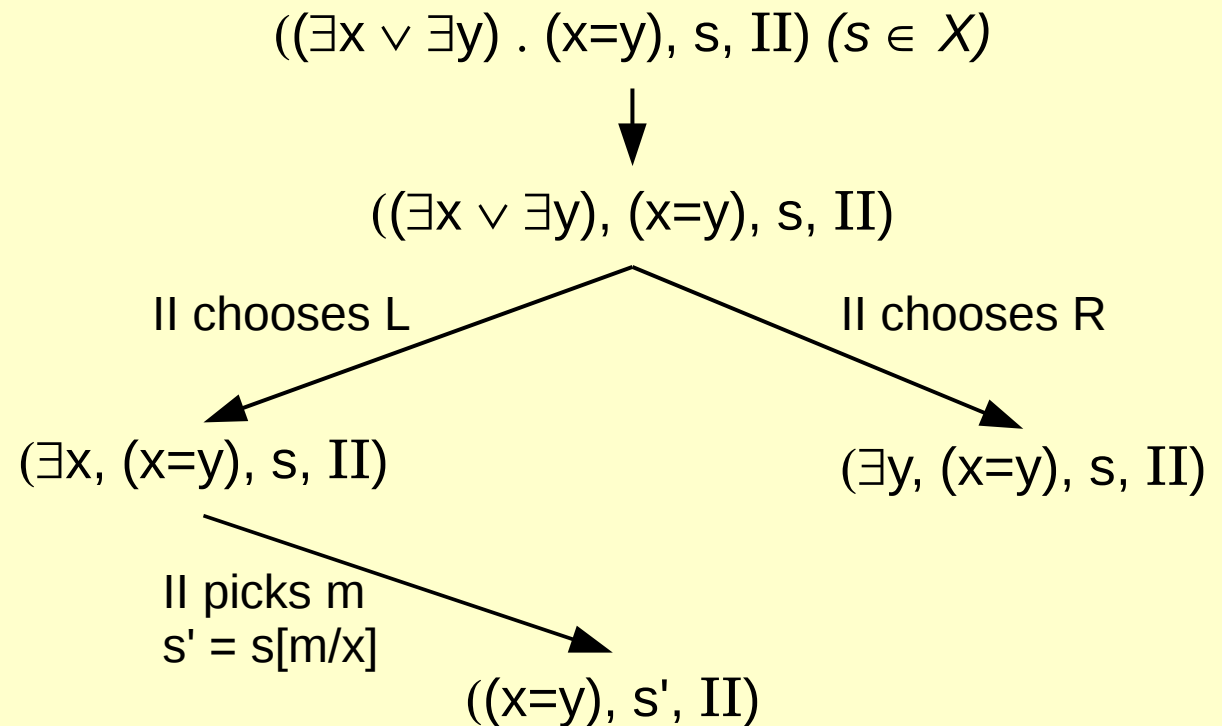 ((∃x ∨ ∃y) . (x=y), s, II) (s ∈ X)
((∃x ∨ ∃y), (x=y), s, II)
II chooses L
II chooses R
(∃x, (x=y), s, II)
(∃y, (x=y), s, II)
II picks m
s' = s[m/x]
((x=y), s', II)